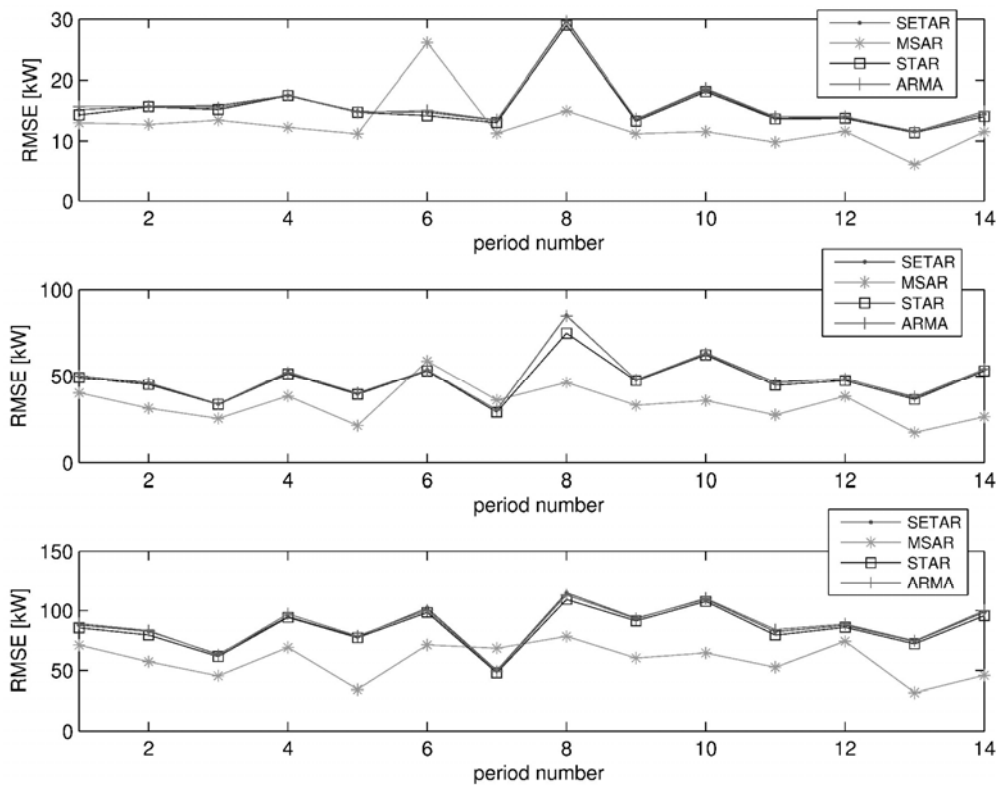 30
20
10
0
RMSE [kW]
SETAR
MSAR
STAR
ARMA
2
4
6
8
10
12
14
period number
100
50
0
RMSE [kW]
SETAR
MSAR
STAR
ARMA
2
4
6
8
10
12
14
period number
150
100
50
0
RMSE [kW]
SETAR
MSAR
STAR
ARMA
2
4
6
8
10
12
14
period number